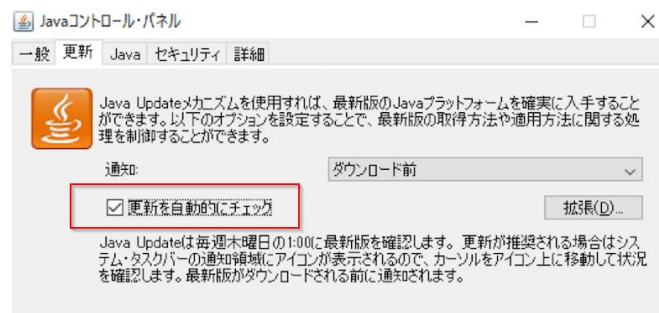 Javaコントロール・パネル
一般 更新 Java セキュリティ 詳細
Java Updateメカニズムを使用すれば、最新版のJavaプラットフォームを確実に入手すること
ができます。以下のオプションを設定することで、最新版の取得方法や適用方法に関する処
理を制御することができます。
通知: ダウンロード前
更新を自動的にチェック 拡張(D)...
Java Updateは毎週木曜日の1:00に最新版を確認します。更新が推奨される場合はシス
テム・タスクバーの通知領域にアイコンが表示されるので、カーソルをアイコン上に移動して状況
を確認します。最新版がダウンロードされる前に通知されます。